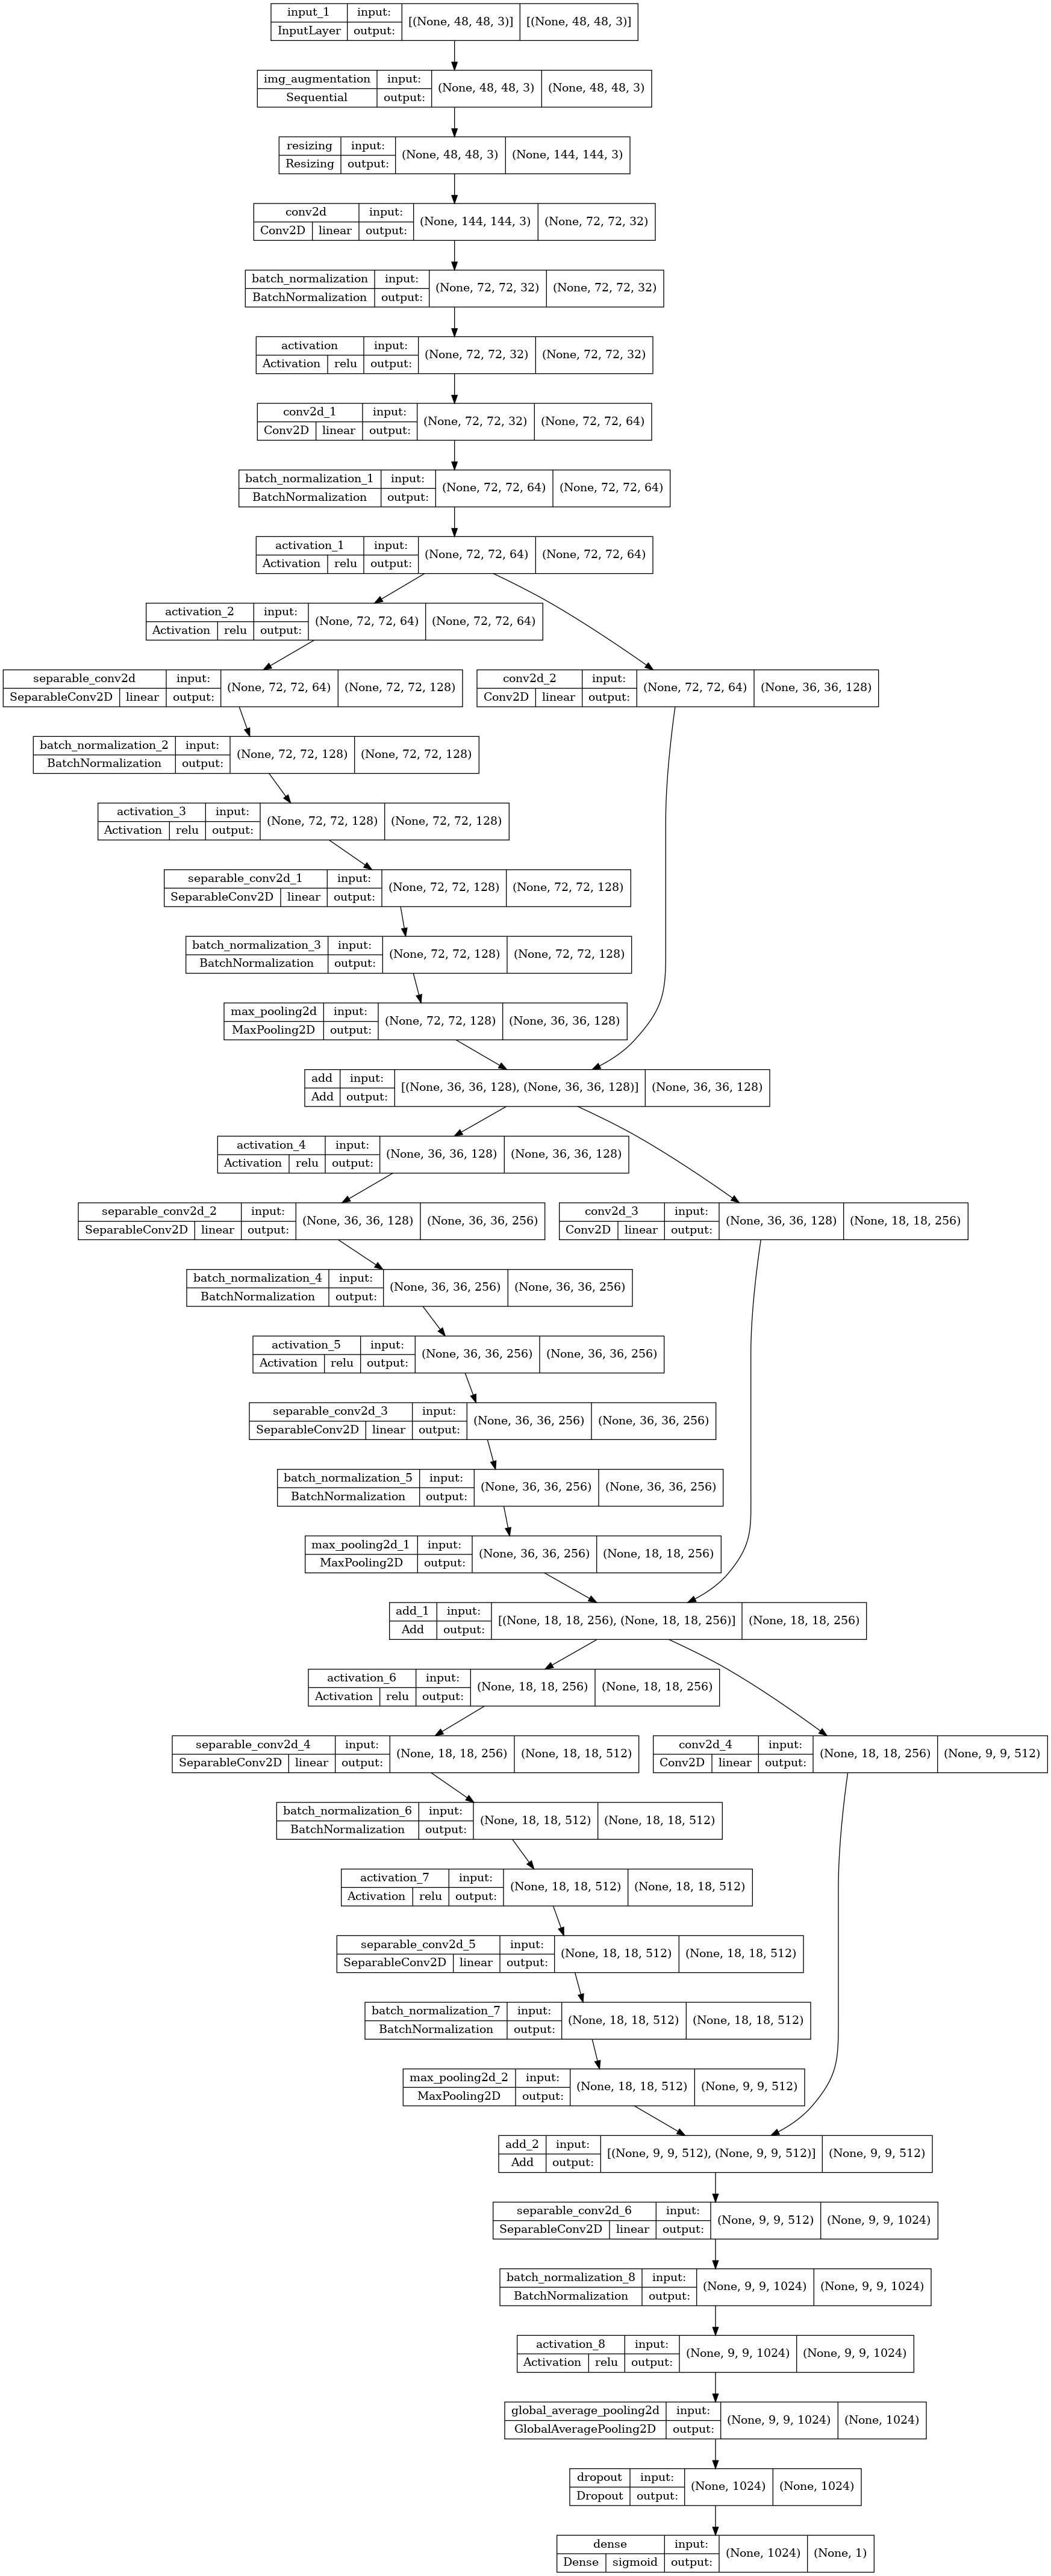 input_1 input: [(None, 48, 48, 3)] [(None, 48, 48, 3)]
InputLayer output:
img_augmentation input: (None, 48, 48, 3) (None, 48, 48, 3)
Sequential output:
resizing input: (None, 48, 48, 3) (None, 144, 144, 3)
Resizing output:
conv2d input: (None, 144, 144, 3) (None, 72, 72, 32)
Conv2D linear output:
batch_normalization input: (None, 72, 72, 32) (None, 72, 72, 32)
BatchNormalization output:
activation input: (None, 72, 72, 32) (None, 72, 72, 32)
Activation relu output:
conv2d_1 input: (None, 72, 72, 32) (None, 72, 72, 64)
Conv2D linear output:
batch_normalization_1 input: (None, 72, 72, 64) (None, 72, 72, 64)
BatchNormalization output:
activation_1 input: (None, 72, 72, 64) (None, 72, 72, 64)
Activation relu output:
activation_2 input: (None, 72, 72, 64) (None, 72, 72, 64)
Activation relu output:
separable_conv2d input: (None, 72, 72, 64) (None, 72, 72, 128)
SeparableConv2D linear output:
conv2d_2 input: (None, 72, 72, 64) (None, 36, 36, 128)
Conv2D linear output:
batch_normalization_2 input: (None, 72, 72, 128) (None, 72, 72, 128)
BatchNormalization output:
activation_3 input: (None, 72, 72, 128) (None, 72, 72, 128)
Activation relu output:
separable_conv2d_1 input: (None, 72, 72, 128) (None, 72, 72, 128)
SeparableConv2D linear output:
batch_normalization_3 input: (None, 72, 72, 128) (None, 72, 72, 128)
BatchNormalization output:
max_pooling2d input: (None, 72, 72, 128) (None, 36, 36, 128)
MaxPooling2D output:
add input: [(None, 36, 36, 128), (None, 36, 36, 128)] (None, 36, 36, 128)
Add output:
activation_4 input: (None, 36, 36, 128) (None, 36, 36, 128)
Activation relu output:
separable_conv2d_2 input: (None, 36, 36, 128) (None, 36, 36, 256)
SeparableConv2D linear output:
conv2d_3 input: (None, 36, 36, 128) (None, 18, 18, 256)
Conv2D linear output:
batch_normalization_4 input: (None, 36, 36, 256) (None, 36, 36, 256)
BatchNormalization output:
activation_5 input: (None, 36, 36, 256) (None, 36, 36, 256)
Activation relu output:
separable_conv2d_3 input: (None, 36, 36, 256) (None, 36, 36, 256)
SeparableConv2D linear output:
batch_normalization_5 input: (None, 36, 36, 256) (None, 36, 36, 256)
BatchNormalization output:
max_pooling2d_1 input: (None, 36, 36, 256) (None, 18, 18, 256)
MaxPooling2D output:
add_1 input: [(None, 18, 18, 256), (None, 18, 18, 256)] (None, 18, 18, 256)
Add output:
activation_6 input: (None, 18, 18, 256) (None, 18, 18, 256)
Activation relu output:
separable_conv2d_4 input: (None, 18, 18, 256) (None, 18, 18, 512)
SeparableConv2D linear output:
conv2d_4 input: (None, 18, 18, 256) (None, 9, 9, 512)
Conv2D linear output:
batch_normalization_6 input: (None, 18, 18, 512) (None, 18, 18, 512)
BatchNormalization output:
activation_7 input: (None, 18, 18, 512) (None, 18, 18, 512)
Activation relu output:
separable_conv2d_5 input: (None, 18, 18, 512) (None, 18, 18, 512)
SeparableConv2D linear output:
batch_normalization_7 input: (None, 18, 18, 512) (None, 18, 18, 512)
BatchNormalization output:
max_pooling2d_2 input: (None, 18, 18, 512) (None, 9, 9, 512)
MaxPooling2D output:
add_2 input: [(None, 9, 9, 512), (None, 9, 9, 512)] (None, 9, 9, 512)
Add output:
separable_conv2d_6 input: (None, 9, 9, 512) (None, 9, 9, 1024)
SeparableConv2D linear output:
batch_normalization_8 input: (None, 9, 9, 1024) (None, 9, 9, 1024)
BatchNormalization output:
activation_8 input: (None, 9, 9, 1024) (None, 9, 9, 1024)
Activation relu output:
global_average_pooling2d input: (None, 9, 9, 1024) (None, 1024)
GlobalAveragePooling2D output:
dropout input: (None, 1024) (None, 1024)
Dropout output:
dense input: (None, 1024) (None, 1)
Dense sigmoid output: